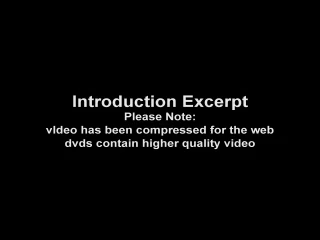 Introduction Excerpt
Please Note:
vIdeo has been compressed for the web
dvds contain higher quality video